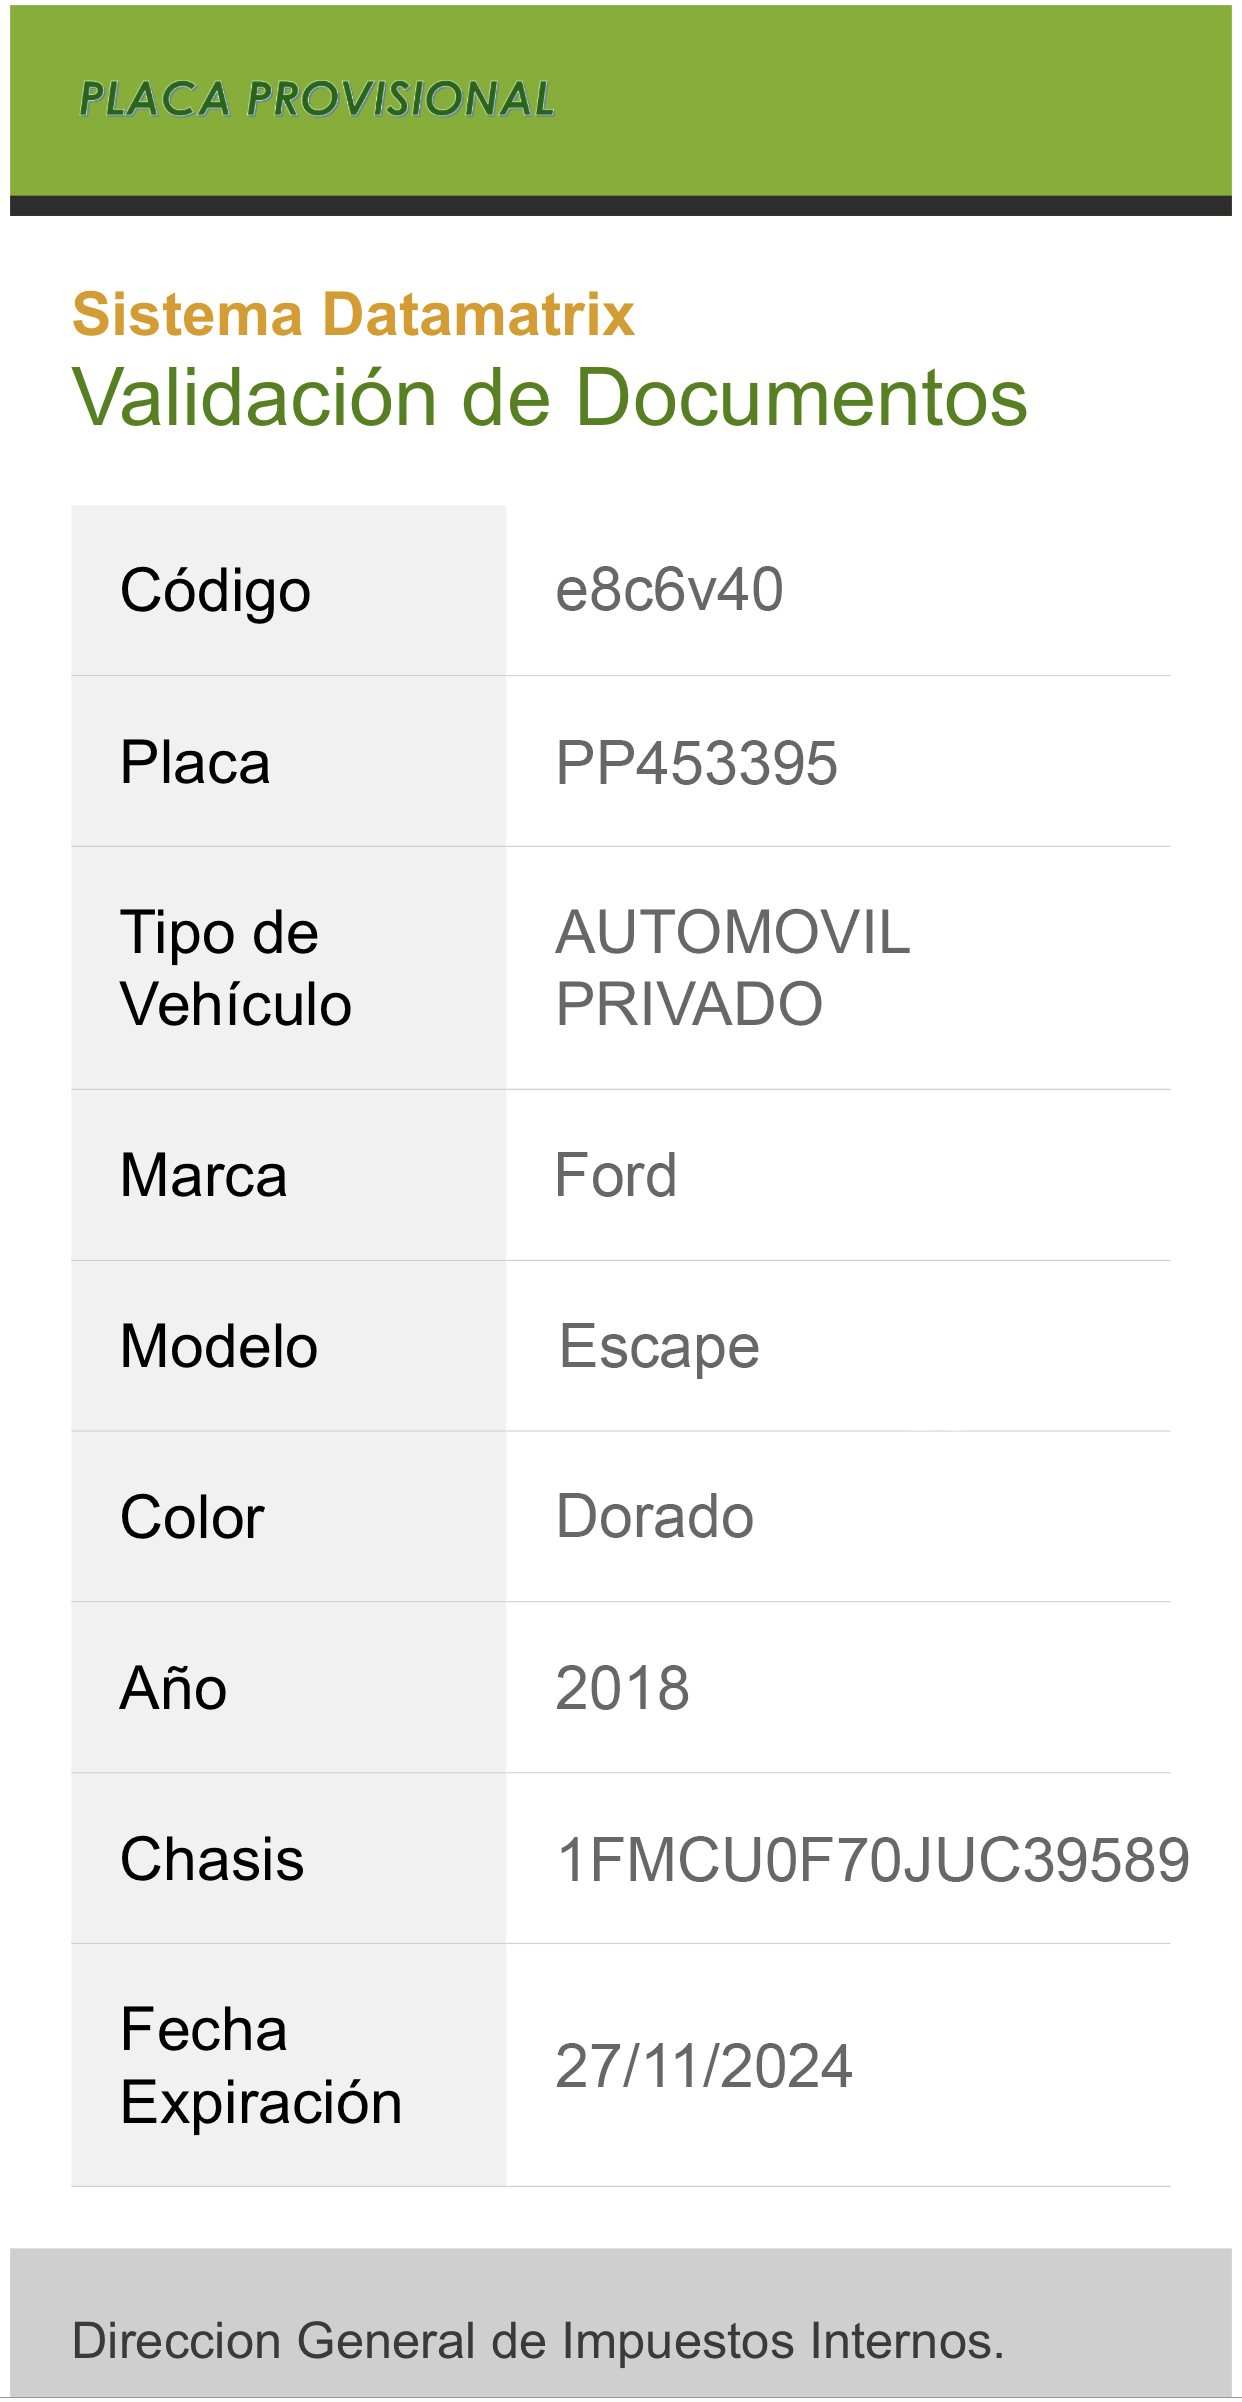 PLACA PROVISIONAL
Sistema Datamatrix
Validación de Documentos
Código e8c6v40
Placa PP453395
Tipo de AUTOMOVIL
Vehículo PRIVADO
Marca Ford
Modelo Escape
Color Dorado
Año 2018
Chasis 1FMCU0F70JUC39589
Fecha
Expiración 27/11/2024
Direccion General de Impuestos Internos.